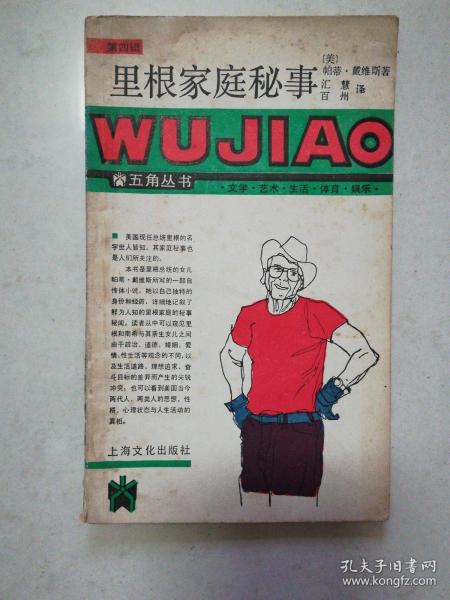 第四辑
里根家庭秘事
[美]
帕蒂·戴维斯著
汇慧
百州 译
WUJIAO
五角丛书
·文学·艺术·生活·体育·娱乐·
■ 美国现任总统里根的名
字世人皆知，其家庭秘事也
是人们所关注的。
本书是里根总统的女儿
帕蒂·戴维斯所写的一部自
传体小说，她以自己独特的
身份和经历，详细地记叙了
鲜为人知的里根家庭的秘事
秘闻。读者从中可以窥见里
根和南希与其亲生女儿之间
由于政治、道德、婚姻、爱
情、性生活等观念的不同，以
及生活道路、理想追求、奋
斗目标的差异而产生的尖锐
冲突，也可以看到美国当今
两代人，两类人的思想、性
格、心理状态与人生活动的
真相。
上海文化出版社
孔夫子旧书网
www.kongfz.com